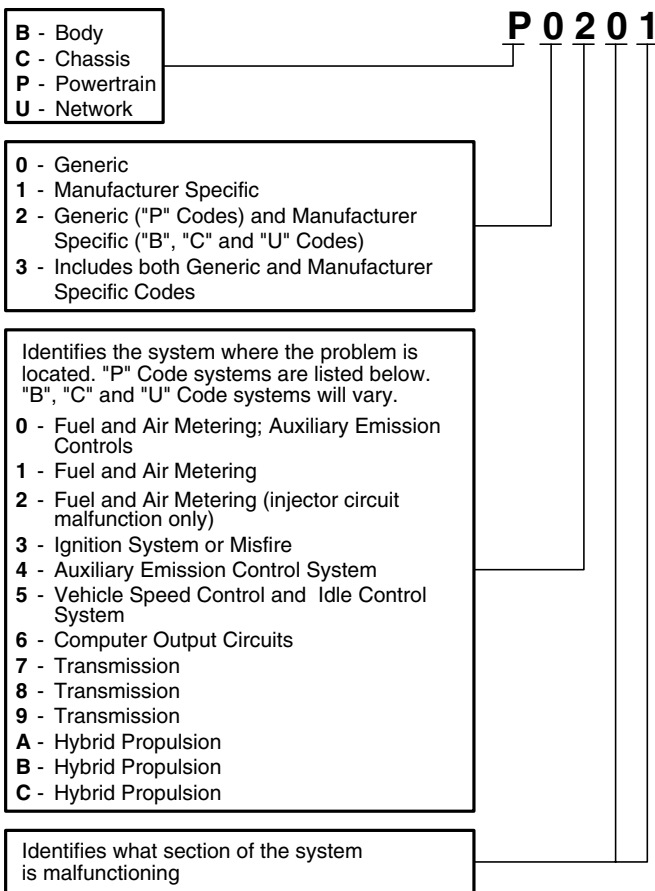 P 0 2 0 1
B - Body
C - Chassis
P - Powertrain
U - Network
0 - Generic
1 - Manufacturer Specific
2 - Generic ("P" Codes) and Manufacturer
Specific ("B", "C" and "U" Codes)
3 - Includes both Generic and Manufacturer
Specific Codes
Identifies the system where the problem is
located. "P" Code systems are listed below.
"B", "C" and "U" Code systems will vary.
0 - Fuel and Air Metering; Auxiliary Emission
Controls
1 - Fuel and Air Metering
2 - Fuel and Air Metering (injector circuit
malfunction only)
3 - Ignition System or Misfire
4 - Auxiliary Emission Control System
5 - Vehicle Speed Control and Idle Control
System
6 - Computer Output Circuits
7 - Transmission
8 - Transmission
9 - Transmission
A - Hybrid Propulsion
B - Hybrid Propulsion
C - Hybrid Propulsion
Identifies what section of the system
is malfunctioning